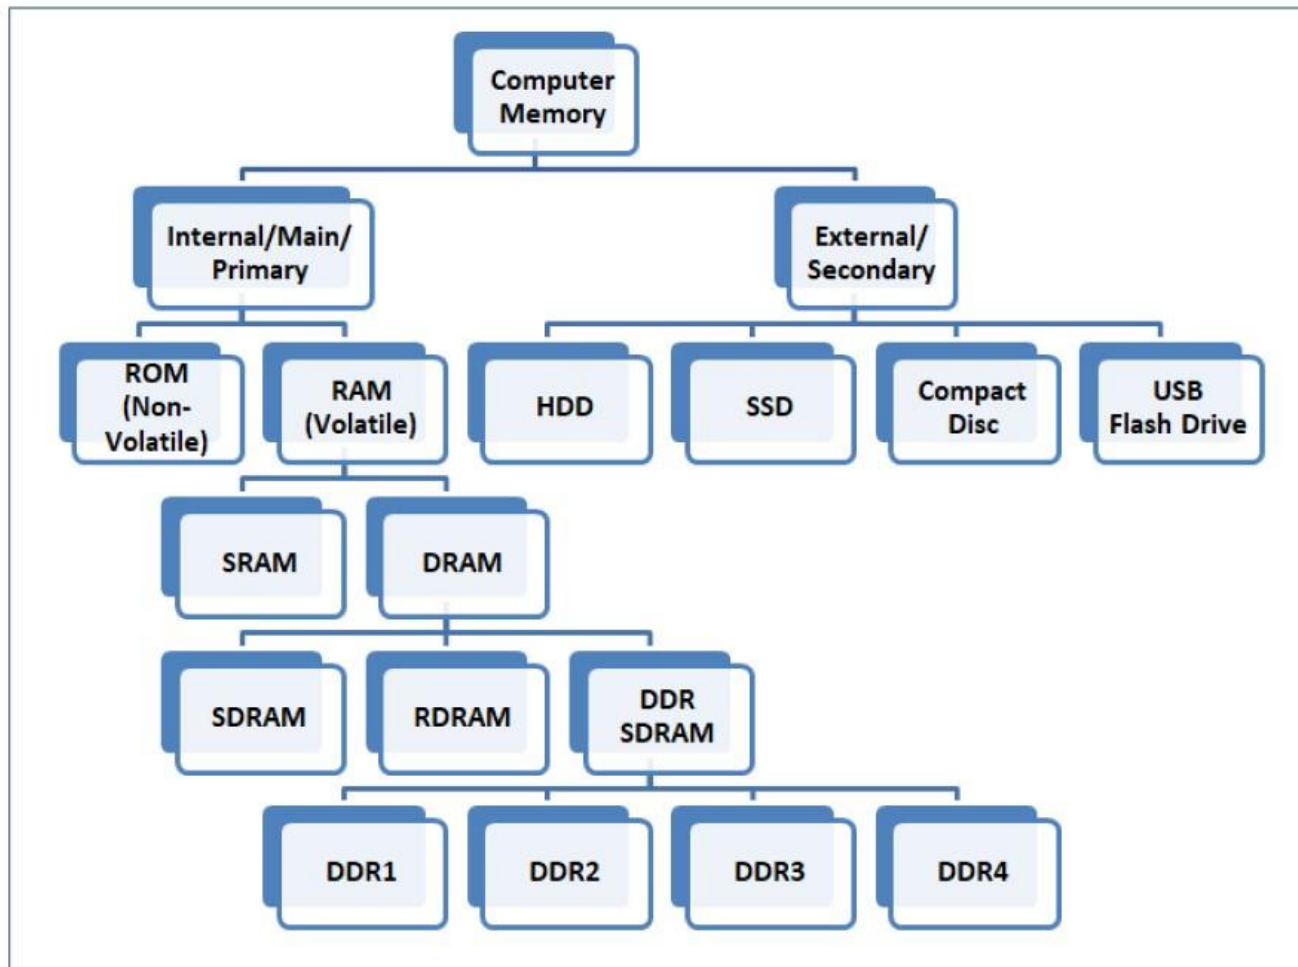 Computer
Memory
Internal/Main/
Primary
External/
Secondary
ROM
(Non-
Volatile)
RAM
(Volatile)
HDD
SSD
Compact
Disc
USB
Flash Drive
SRAM
DRAM
SDRAM
RDRAM
DDR
SDRAM
DDR1
DDR2
DDR3
DDR4